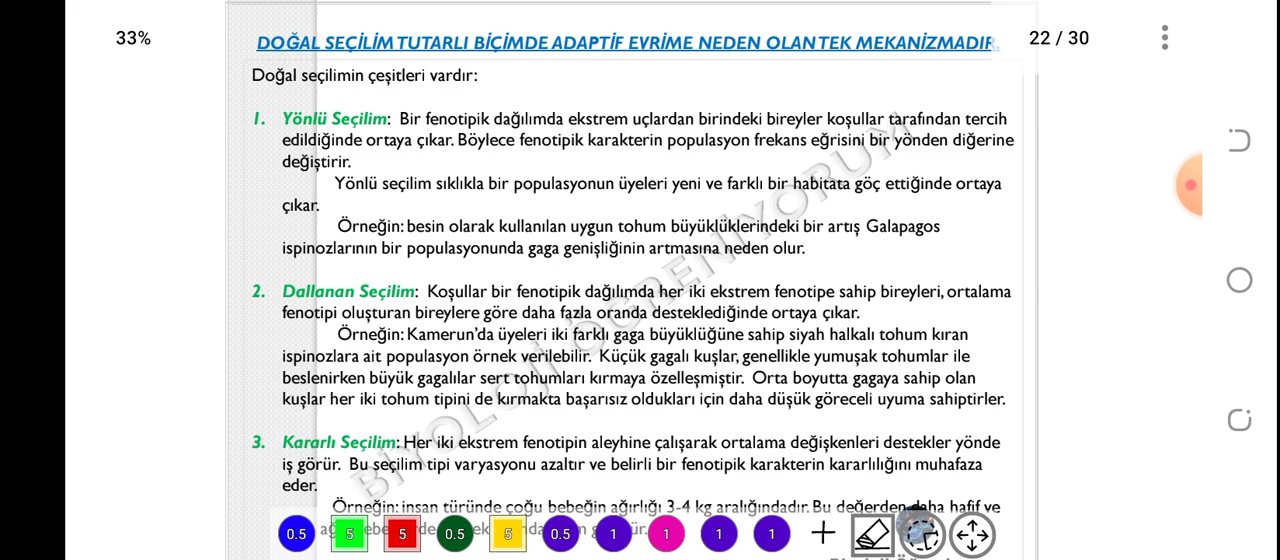 33%
DOĞAL SEÇİLİM TUTARLI BİÇİMDE ADAPTİF EVRİME NEDEN OLAN TEK MEKANİZMADIR.
22 / 30
Doğal seçilimin çeşitleri vardır:
1. Yönlü Seçilim: Bir fenotipik dağılımda ekstrem uçlardan birindeki bireyler koşullar tarafından tercih
edildiğinde ortaya çıkar. Böylece fenotipik karakterin populasyon frekans eğrisini bir yönden diğerine
değiştirir.
Yönlü seçilim sıklıkla bir populasyonun üyeleri yeni ve farklı bir habitata göç ettiğinde ortaya
çıkar.
Örneğin: besin olarak kullanılan uygun tohum büyüklüklerindeki bir artış Galapagos
ispinozlarının bir populasyonunda gaga genişliğinin artmasına neden olur.
2. Dallanan Seçilim: Koşullar bir fenotipik dağılımda her iki ekstrem fenotipe sahip bireyleri, ortalama
fenotipi oluşturan bireylere göre daha fazla oranda desteklediğinde ortaya çıkar.
Örneğin: Kamerun'da üyeleri iki farklı gaga büyüklüğüne sahip siyah halkalı tohum kıran
ispinozlara ait populasyon örnek verilebilir. Küçük gagalı kuşlar, genellikle yumuşak tohumlar ile
beslenirken büyük gagalılar sert tohumları kırmaya özelleşmiştir. Orta boyutta gagaya sahip olan
kuşlar her iki tohum tipini de kırmakta başarısız oldukları için daha düşük göreceli uyuma sahiptirler.
3. Kararlı Seçilim: Her iki ekstrem fenotipin aleyhine çalışarak ortalama değişkenleri destekler yönde
iş görür. Bu seçilim tipi varyasyonu azaltır ve belirli bir fenotipik karakterin kararlılığını muhafaza
eder.
Örneğin: insan türünde çoğu bebeğin ağırlığı 3-4 kg aralığındadır. Bu değerden daha hafif ve
0.5 5 5 0.5 5 0.5 1 1 1 1
BİYOLOJİ ÖĞRENİYORUM